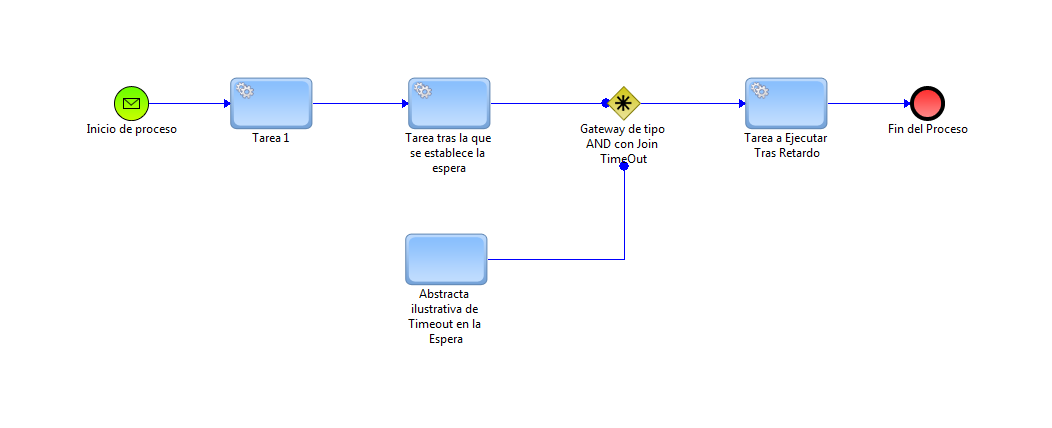 Inicio de proceso
Tarea 1
Tarea tras la que
se establece la
espera
Gateway de tipo
AND con Join
TimeOut
Tarea a Ejecutar
Tras Retardo
Fin del Proceso
Abstracta
ilustrativa de
Timeout en la
Espera